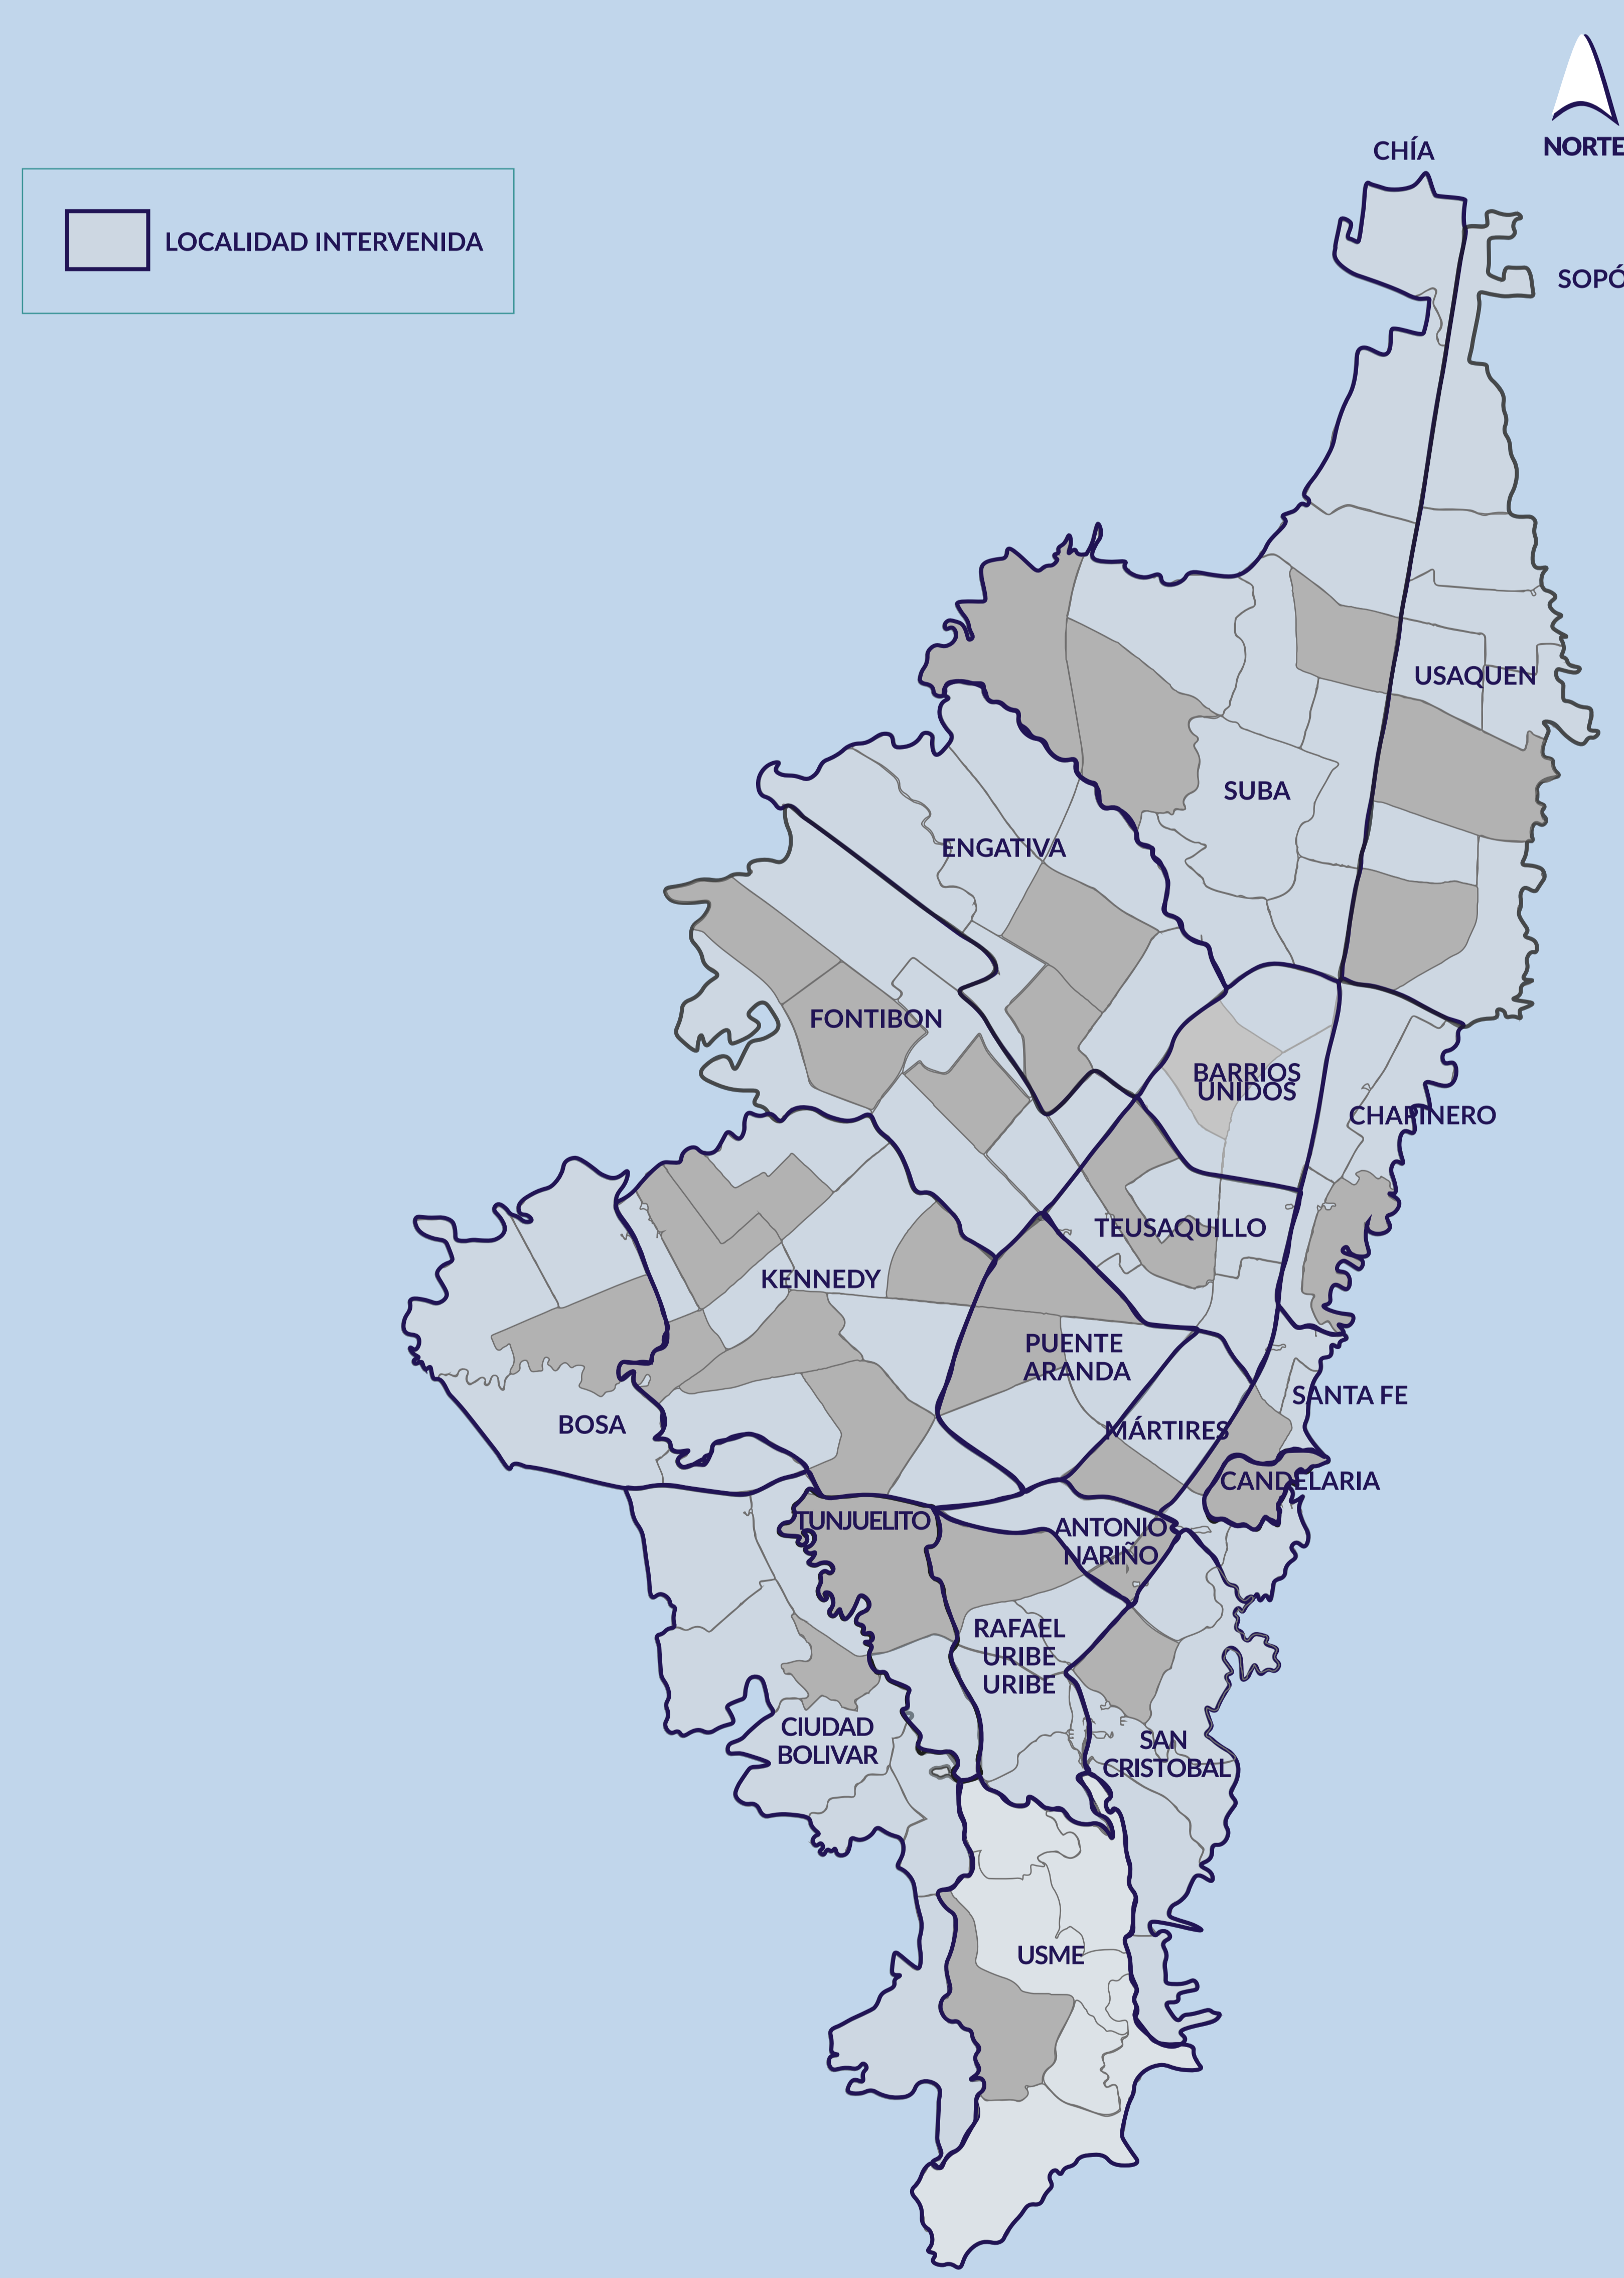 NORTE
CHÍA
LOCALIDAD INTERVENIDA
SOPÓ
USAQUEN
SUBA
ENGATIVA
FONTIBON
BARRIOS
UNIDOS
CHAPINERO
TEUSAQUILLO
KENNEDY
PUENTE
ARANDA
SANTA FE
BOSA
MÁRTIRES
CANDELARIA
TUNJUELITO
ANTONIO
NARIÑO
RAFAEL
URIBE
URIBE
CIUDAD
BOLIVAR
SAN
CRISTOBAL
USME